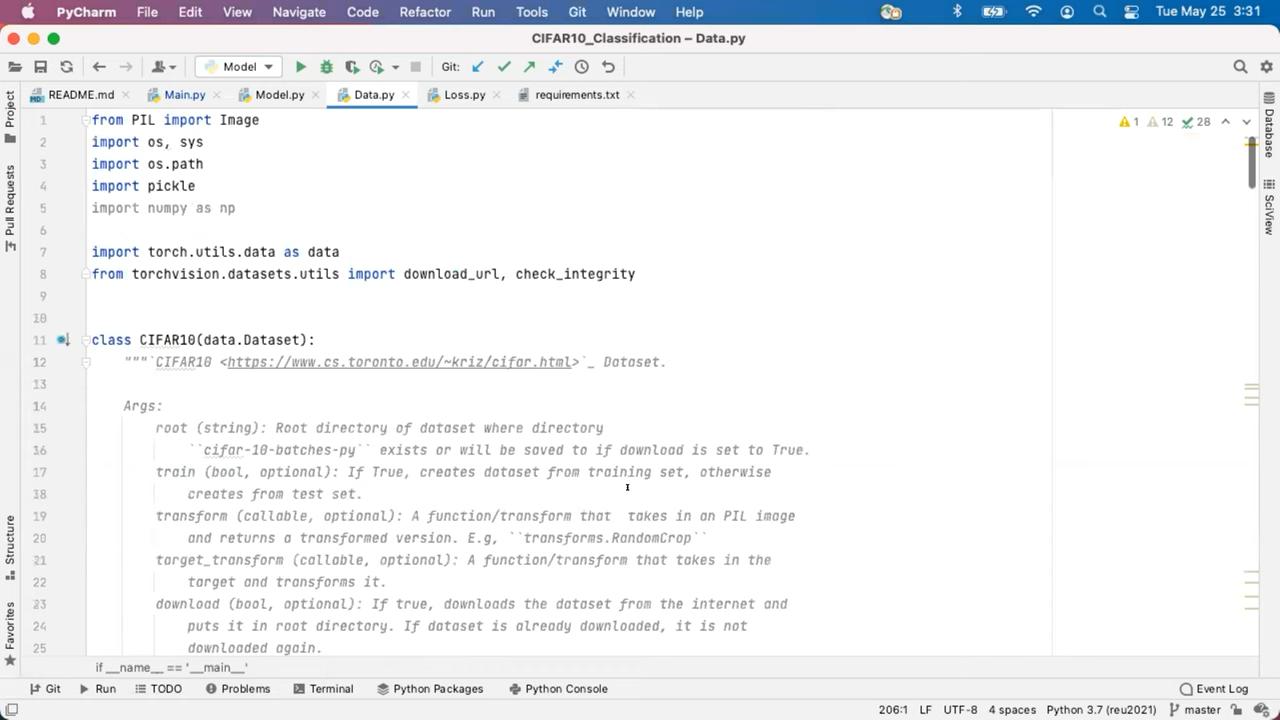 PyCharm File Edit View Navigate Code Refactor Run Tools Git Window Help Tue May 25 3:31
CIFAR10_Classification – Data.py
Model Git:
README.md Main.py Model.py Data.py Loss.py requirements.txt
Project
Pull Requests
Structure
Favorites
Database
SciView
1 12 28
1 from PIL import Image
2 import os, sys
3 import os.path
4 import pickle
5 import numpy as np
6
7 import torch.utils.data as data
8 from torchvision.datasets.utils import download_url, check_integrity
9
10
11 class CIFAR10(data.Dataset):
12 """`CIFAR10 <https://www.cs.toronto.edu/~kriz/cifar.html>`_ Dataset.
13
14 Args:
15 root (string): Root directory of dataset where directory
16 ``cifar-10-batches-py`` exists or will be saved to if download is set to True.
17 train (bool, optional): If True, creates dataset from training set, otherwise
18 creates from test set.
19 transform (callable, optional): A function/transform that  takes in an PIL image
20 and returns a transformed version. E.g, ``transforms.RandomCrop``
21 target_transform (callable, optional): A function/transform that takes in the
22 target and transforms it.
23 download (bool, optional): If true, downloads the dataset from the internet and
24 puts it in root directory. If dataset is already downloaded, it is not
25 downloaded again.
if __name__ == '__main__'
Git Run TODO Problems Terminal Python Packages Python Console Event Log
206:1 LF UTF-8 4 spaces Python 3.7 (reu2021) master